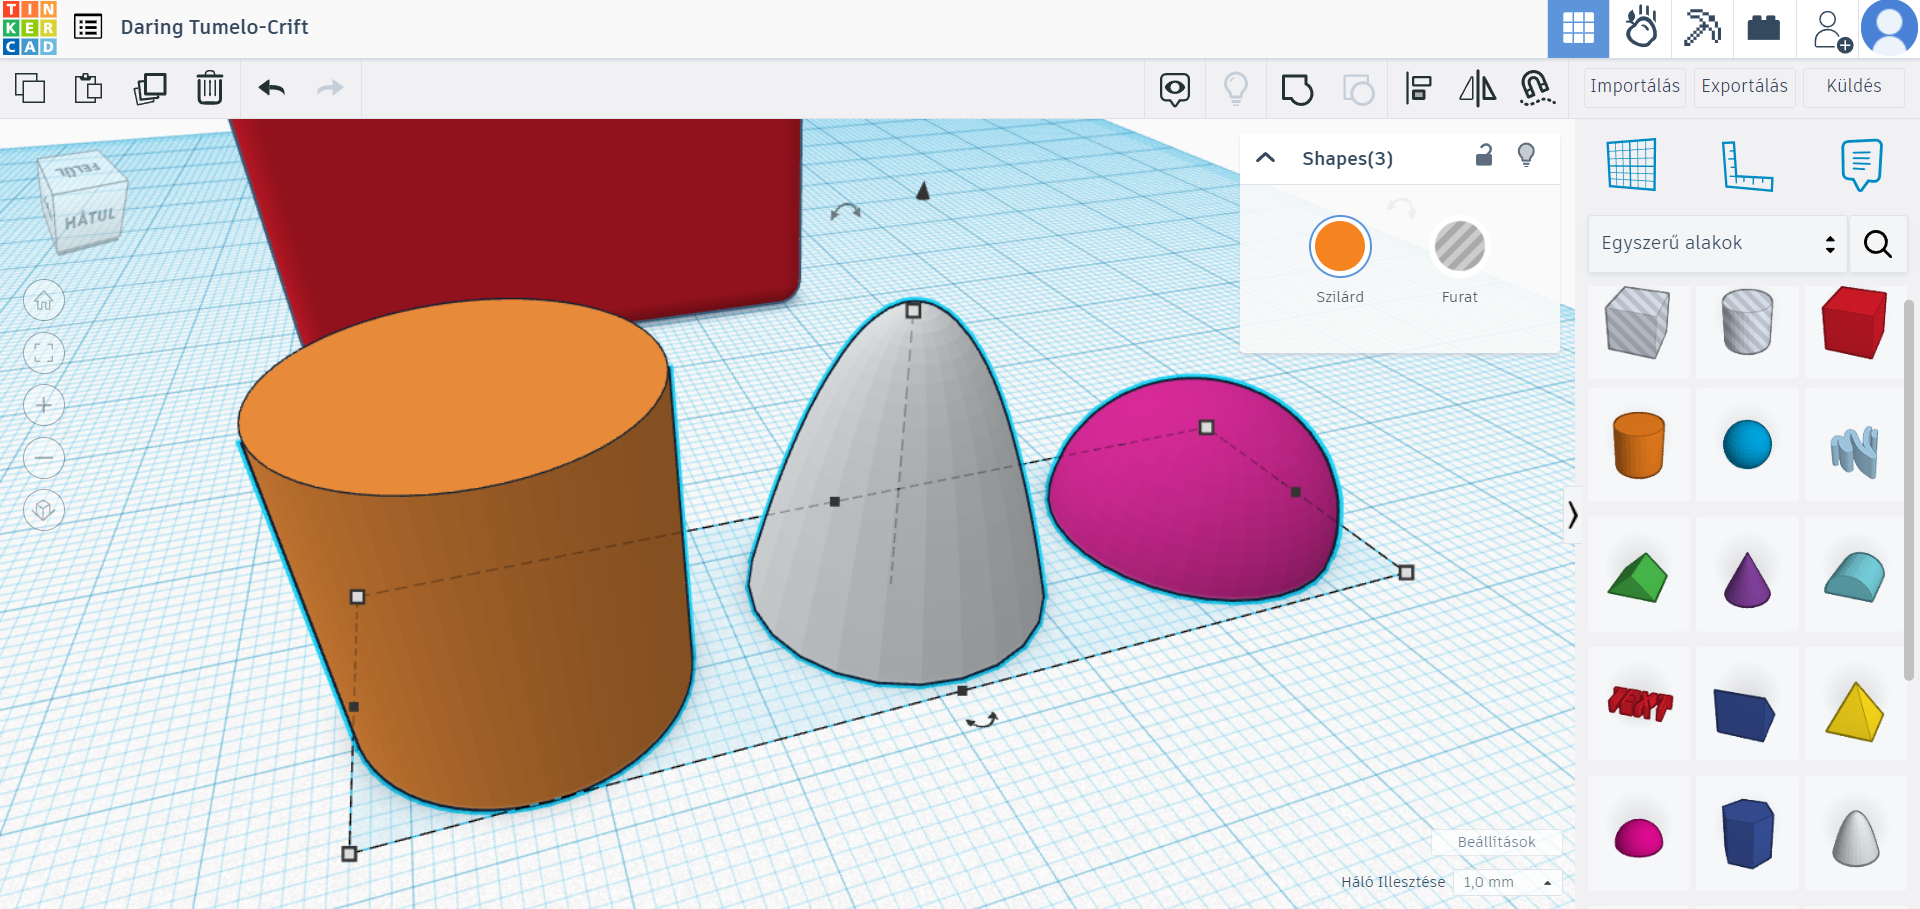 TIN
KER
CAD
Daring Tumelo-Crift
Importálás
Exportálás
Küldés
FELÜL
HÁTUL
Shapes(3)
Szilárd
Furat
Egyszerű alakok
TEXT
Beállítások
Háló Illesztése
1,0 mm